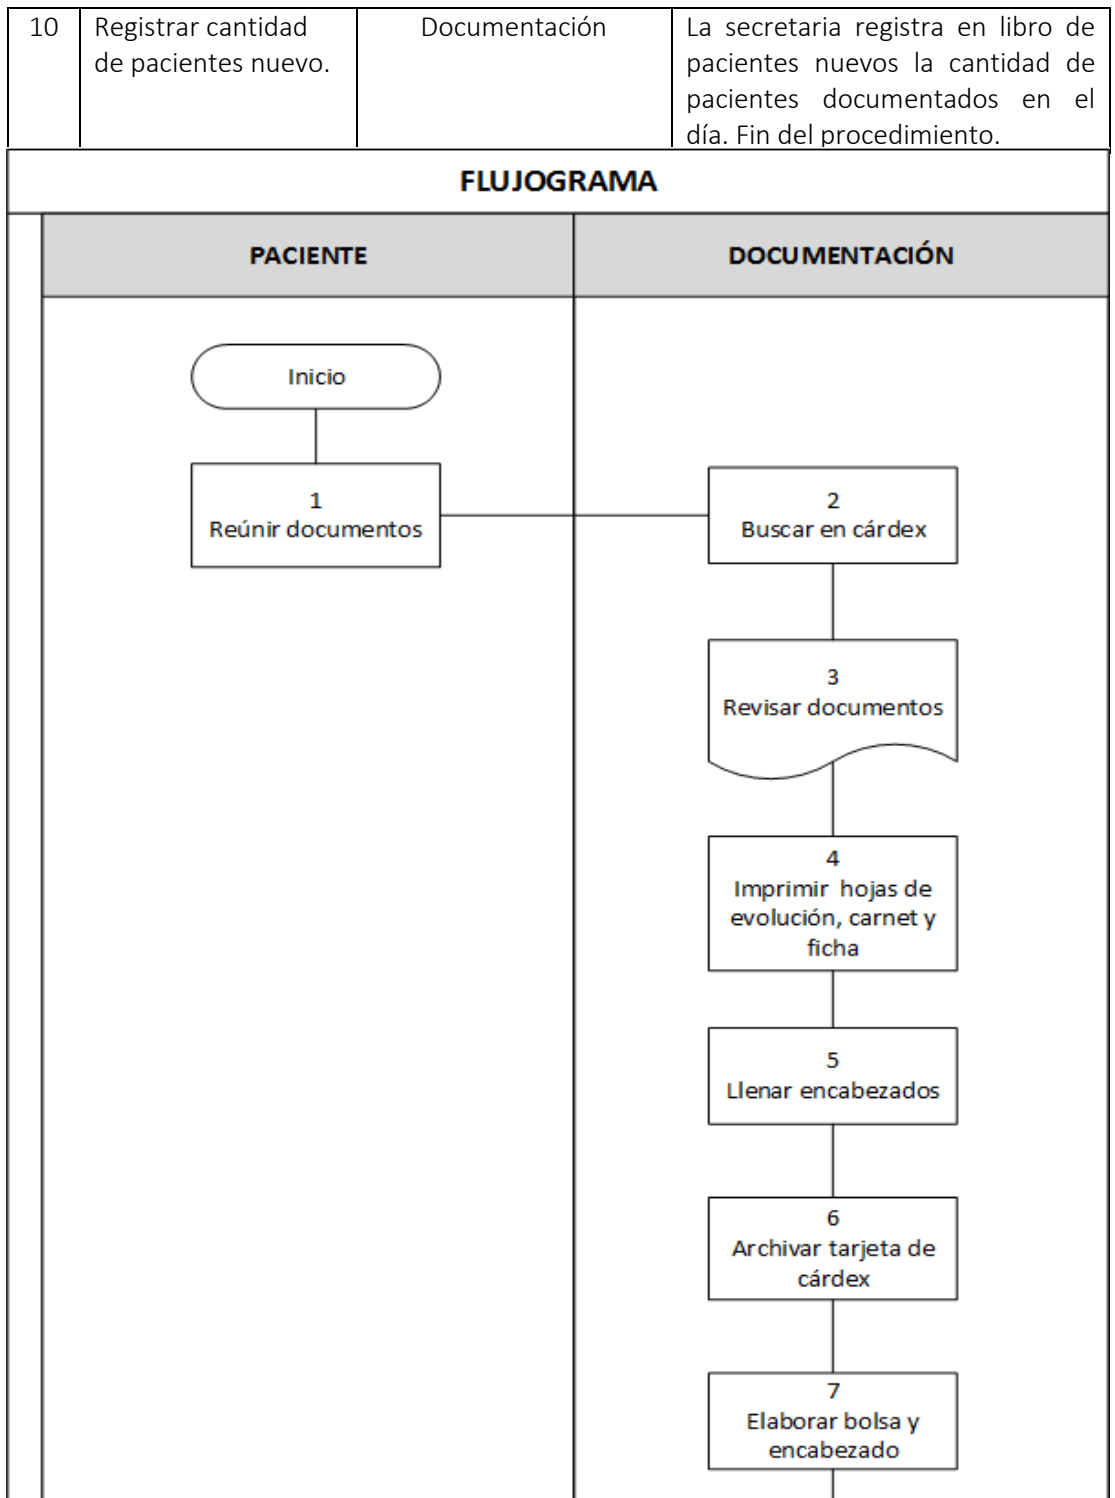 10
Registrar cantidad
de pacientes nuevo.
Documentación
La secretaria registra en libro de
pacientes nuevos la cantidad de
pacientes documentados en el
día. Fin del procedimiento.
FLUJOGRAMA
PACIENTE
DOCUMENTACIÓN
Inicio
1
Reúnir documentos
2
Buscar en cárdex
3
Revisar documentos
4
Imprimir hojas de
evolución, carnet y
ficha
5
Llenar encabezados
6
Archivar tarjeta de
cárdex
7
Elaborar bolsa y
encabezado